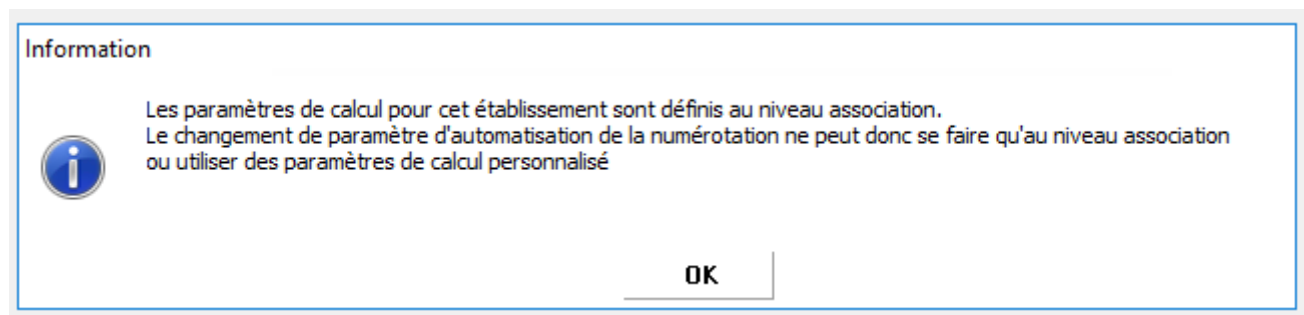 Information
Les paramètres de calcul pour cet établissement sont définis au niveau association.
Le changement de paramètre d'automatisation de la numérotation ne peut donc se faire qu'au niveau association
ou utiliser des paramètres de calcul personnalisé
OK